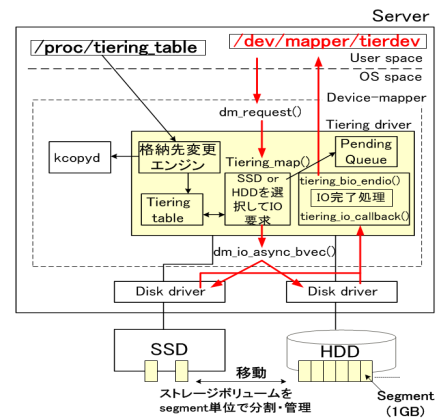 Server
/proc/tiering_table
/dev/mapper/tierdev
User space
OS space
Device-mapper
dm_request()
Tiering driver
kcopyd
格納先変更
エンジン
Tiering_map()
Pending
Queue
SSD or
HDDを選
択してIO
要求
Tiering
table
tiering_bio_endio()
IO完了処理
tiering_io_callback()
dm_io_async_bvec()
Disk driver
Disk driver
SSD
HDD
移動
ストレージボリュームを
segment単位で分割・管理
Segment
(1GB)